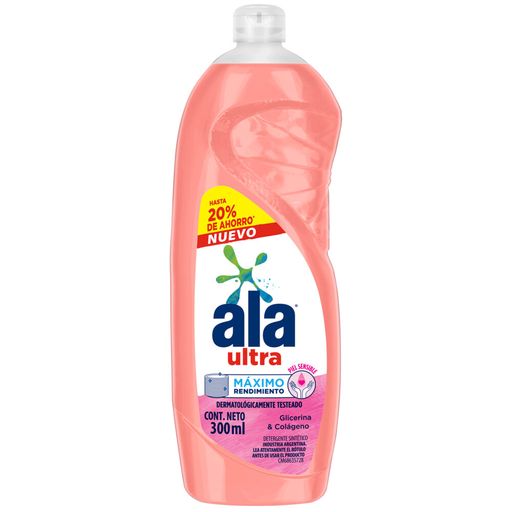 HASTA
20%
DE AHORRO*
NUEVO
ala®
ultra
MÁXIMO
RENDIMIENTO
PIEL SENSIBLE
DERMATOLÓGICAMENTE TESTEADO
CONT. NETO
300ml
Glicerina
& Colágeno
DETERGENTE SINTÉTICO
INDUSTRIA ARGENTINA.
LEA ATENTAMENTE EL RÓTULO
ANTES DE USAR EL PRODUCTO